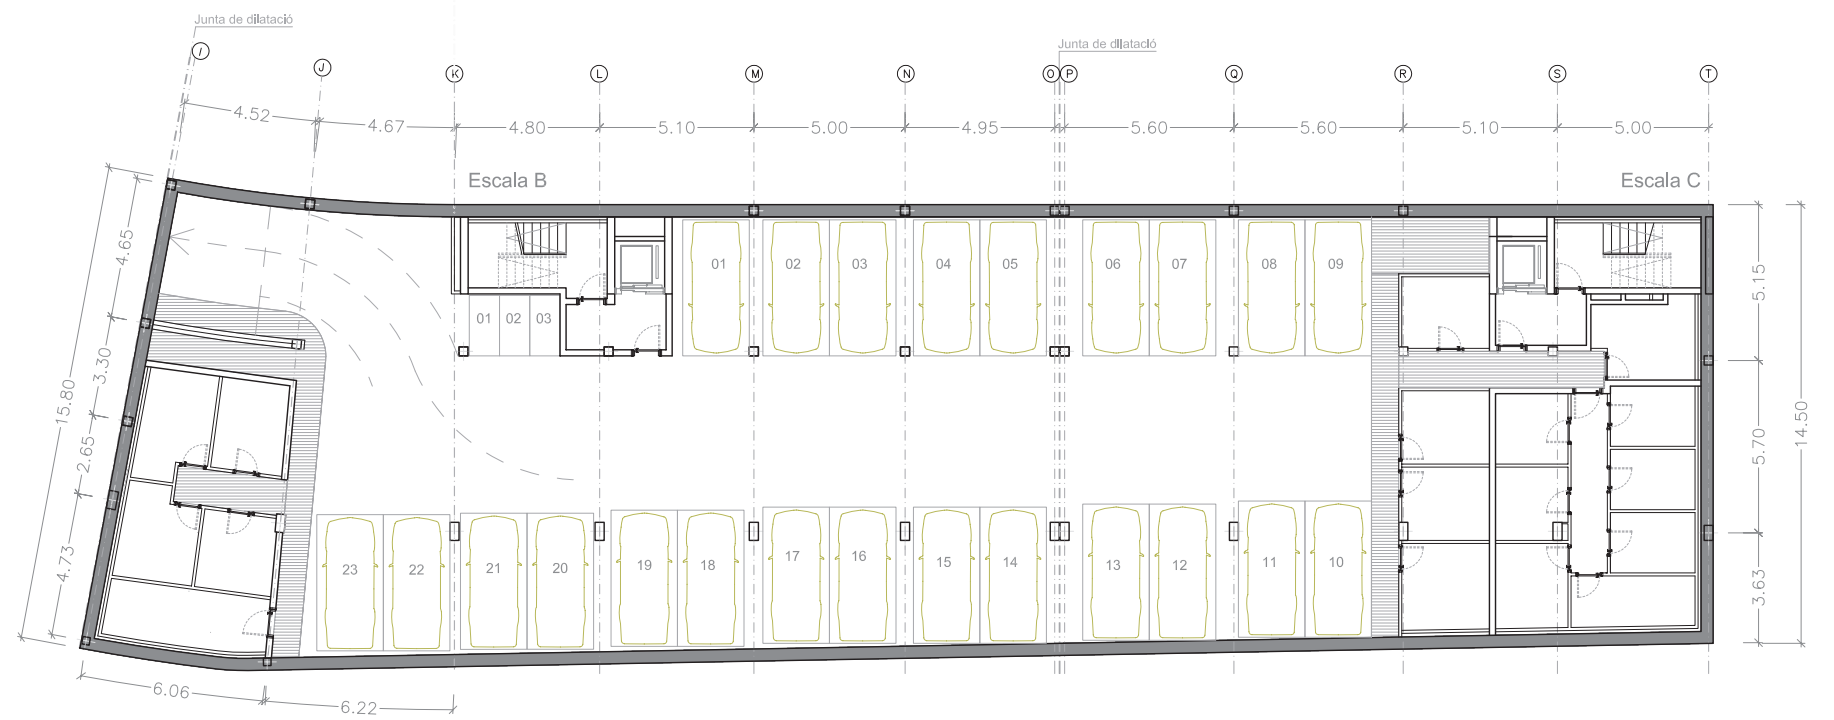 Junta de dilatació
Junta de dilatació
I
J
K
L
M
N
O
P
Q
R
S
T
4.52
4.67
4.80
5.10
5.00
4.95
5.60
5.60
5.10
5.00
Escala B
Escala C
15.80
4.65
3.30
2.65
4.73
01
02
03
01
02
03
04
05
06
07
08
09
5.15
5.70
3.63
14.50
23
22
21
20
19
18
17
16
15
14
13
12
11
10
6.06
6.22